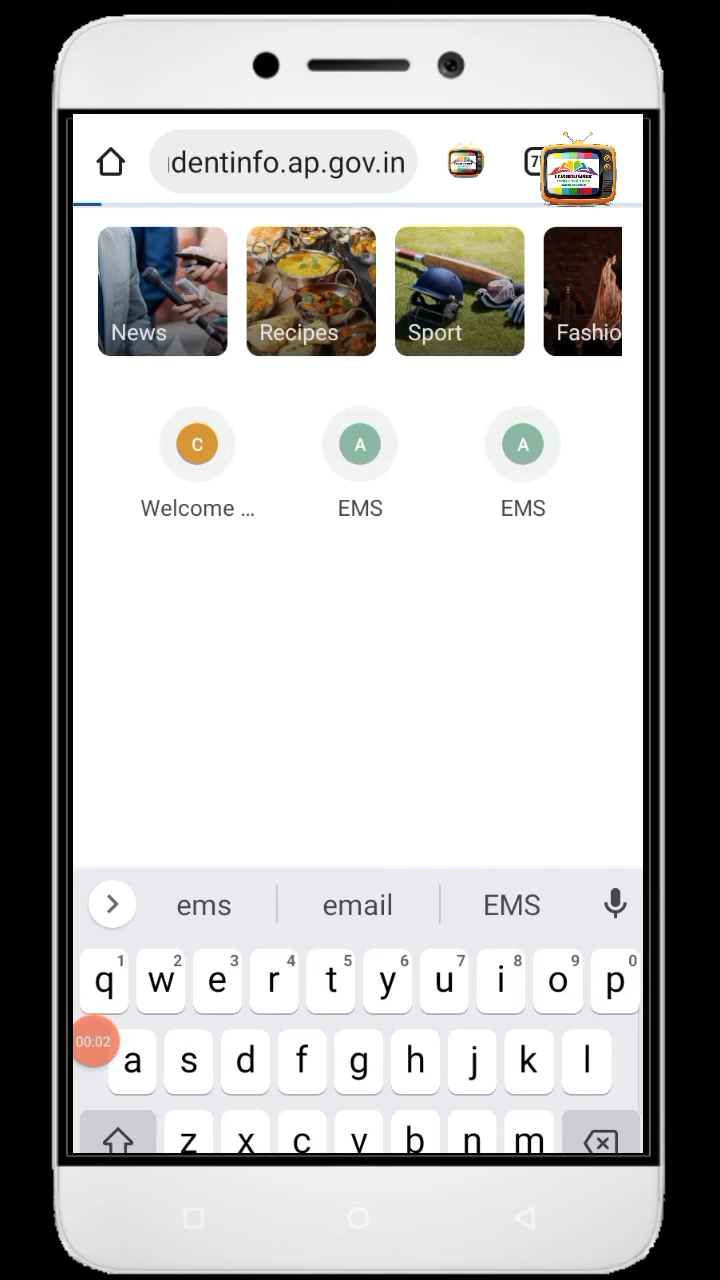 dentinfo.ap.gov.in
News
Recipes
Sport
Fashio
C
A
A
Welcome ...
EMS
EMS
ems
email
EMS
q1 w2 e3 r4 t5 y6 u7 i8 o9 p0
00:02
a s d f g h j k l
z x c v b n m